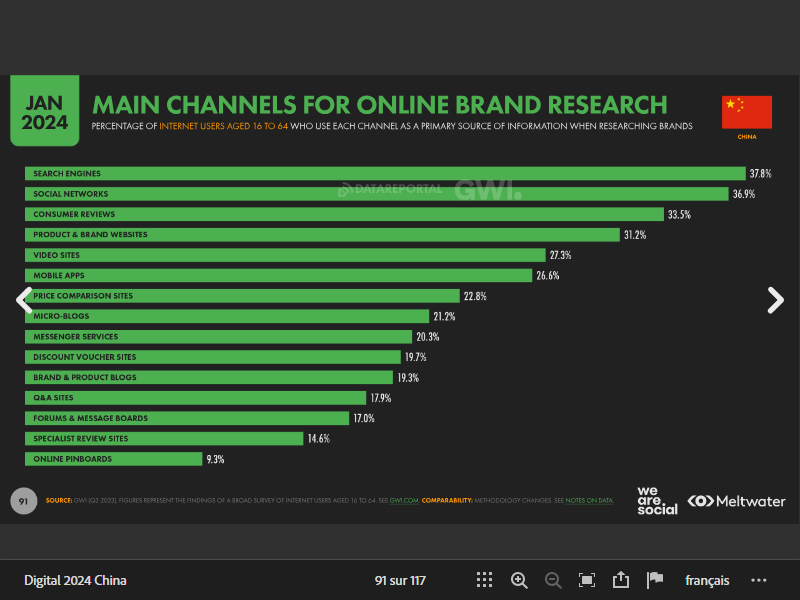 JAN
2024
MAIN CHANNELS FOR ONLINE BRAND RESEARCH
PERCENTAGE OF INTERNET USERS AGED 16 TO 64 WHO USE EACH CHANNEL AS A PRIMARY SOURCE OF INFORMATION WHEN RESEARCHING BRANDS
CHINA
SEARCH ENGINES 37.8%
DATAREPORTAL GWI.
SOCIAL NETWORKS 36.9%
CONSUMER REVIEWS 33.5%
PRODUCT & BRAND WEBSITES 31.2%
VIDEO SITES 27.3%
MOBILE APPS 26.6%
PRICE COMPARISON SITES 22.8%
MICRO-BLOGS 21.2%
MESSENGER SERVICES 20.3%
DISCOUNT VOUCHER SITES 19.7%
BRAND & PRODUCT BLOGS 19.3%
Q&A SITES 17.9%
FORUMS & MESSAGE BOARDS 17.0%
SPECIALIST REVIEW SITES 14.6%
ONLINE PINBOARDS 9.3%
91
SOURCE: GWI (Q3 2023). FIGURES REPRESENT THE FINDINGS OF A BROAD SURVEY OF INTERNET USERS AGED 16 TO 64. SEE GWI.COM. COMPARABILITY: METHODOLOGY CHANGES. SEE NOTES ON DATA.
we
are
social
Meltwater
Digital 2024 China
91 sur 117
français